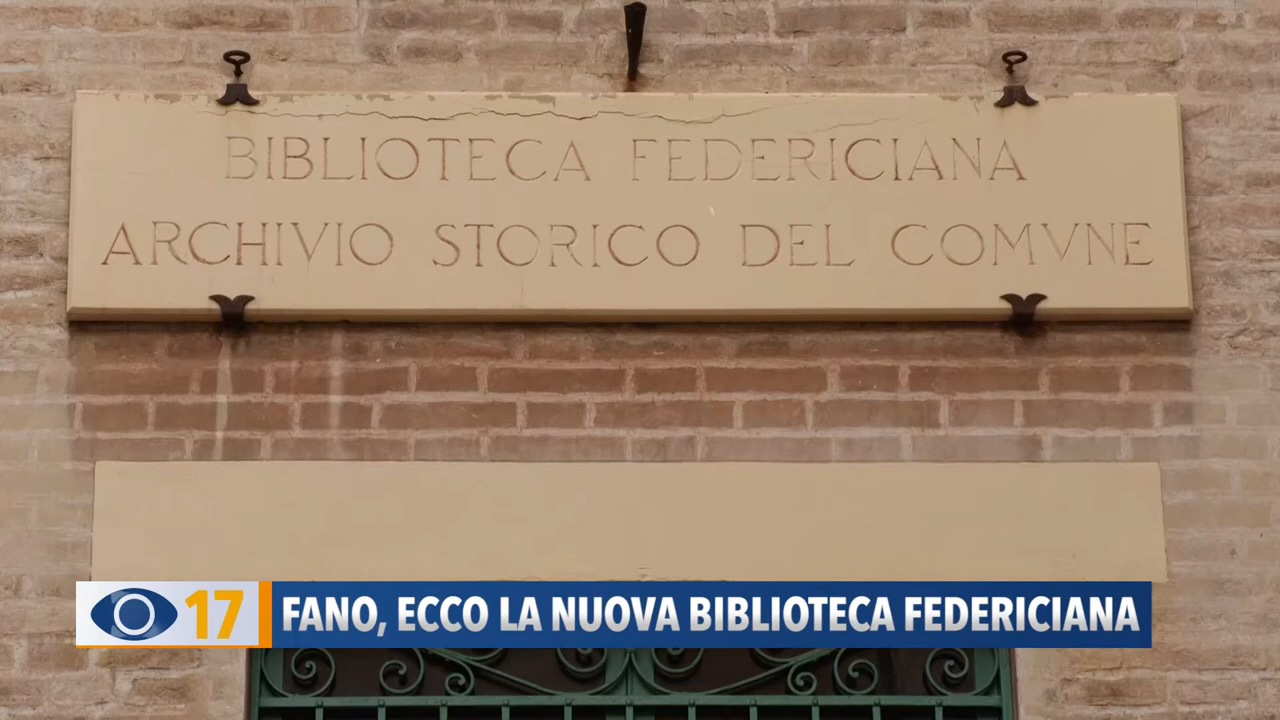 BIBLIOTECA FEDERICIANA
ARCHIVIO STORICO DEL COMVNE
17 FANO, ECCO LA NUOVA BIBLIOTECA FEDERICIANA